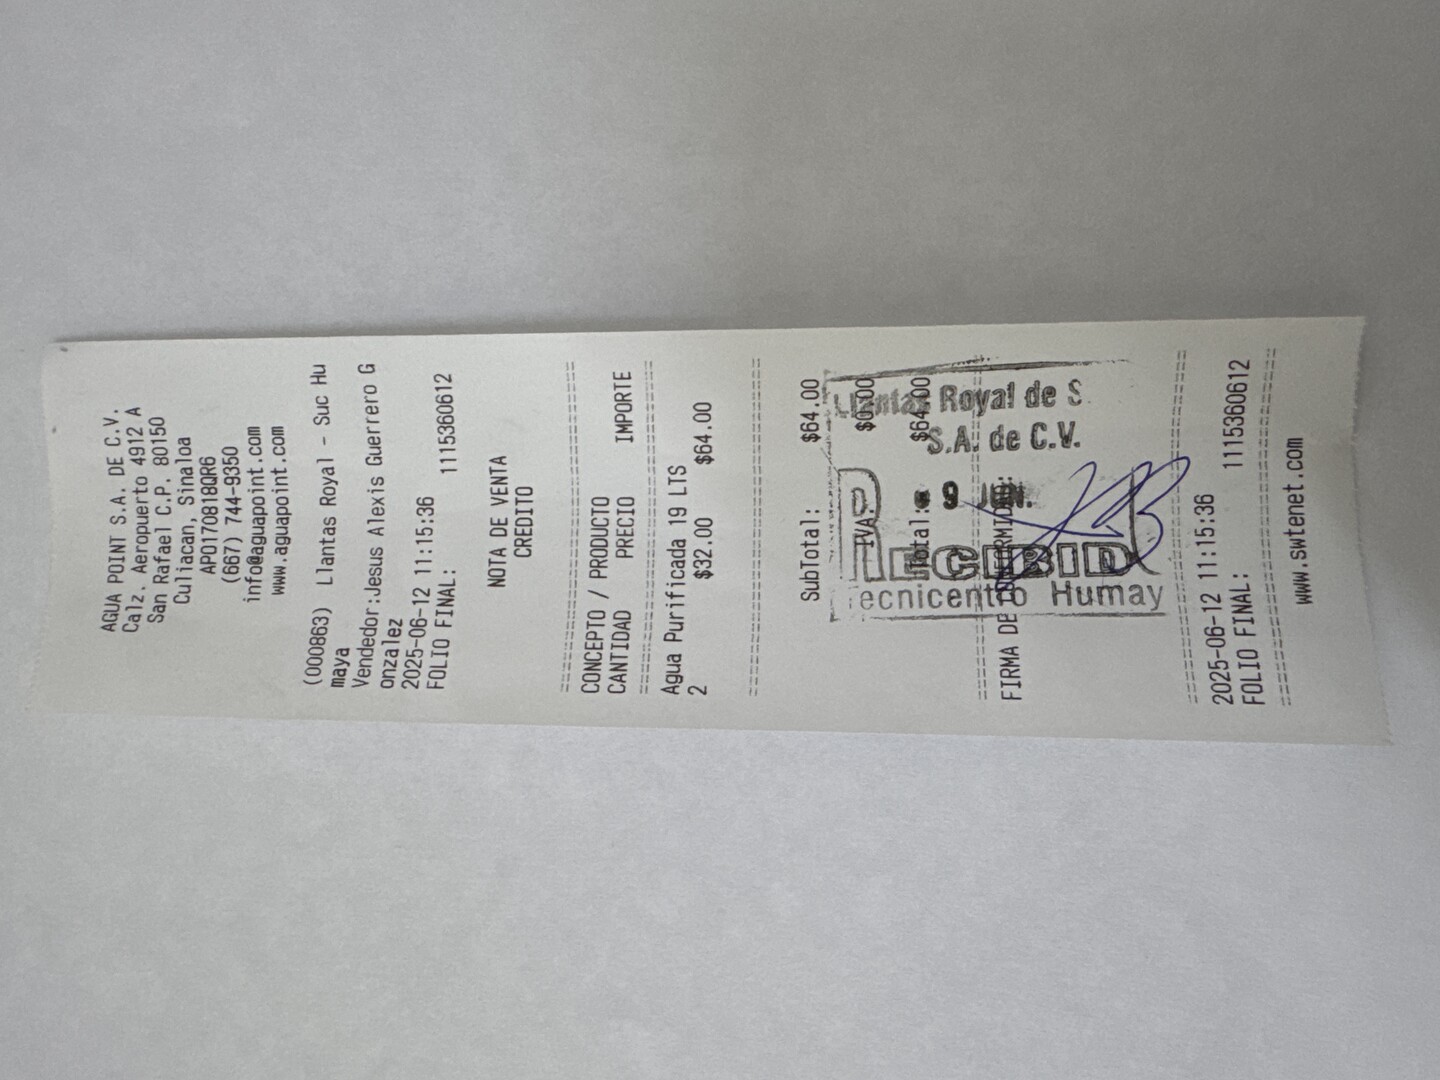 AGUA POINT S.A. DE C.V.
Calz. Aeropuerto 4912 A
San Rafael C.P. 80150
Culiacan, Sinaloa
APO170818QR6
(667) 744-9350
info@aguapoint.com
www.aguapoint.com
(000863) Llantas Royal - Suc Hu
maya
Vendedor:Jesus Alexis Guerrero G
onzalez
2025-06-12 11:15:36
FOLIO FINAL: 1115360612
NOTA DE VENTA
CREDITO
CONCEPTO / PRODUCTO
CANTIDAD PRECIO IMPORTE
Agua Purificada 19 LTS
2 $32.00 $64.00
SubTotal: $64.00
IVA: $0.00
Total: $64.00
Llantas Royal de S
S.A. de C.V.
9 JUN.
RECIBID
ecnicentro Humay
FIRMA DE
2025-06-12 11:15:36
FOLIO FINAL: 1115360612
www.swtenet.com